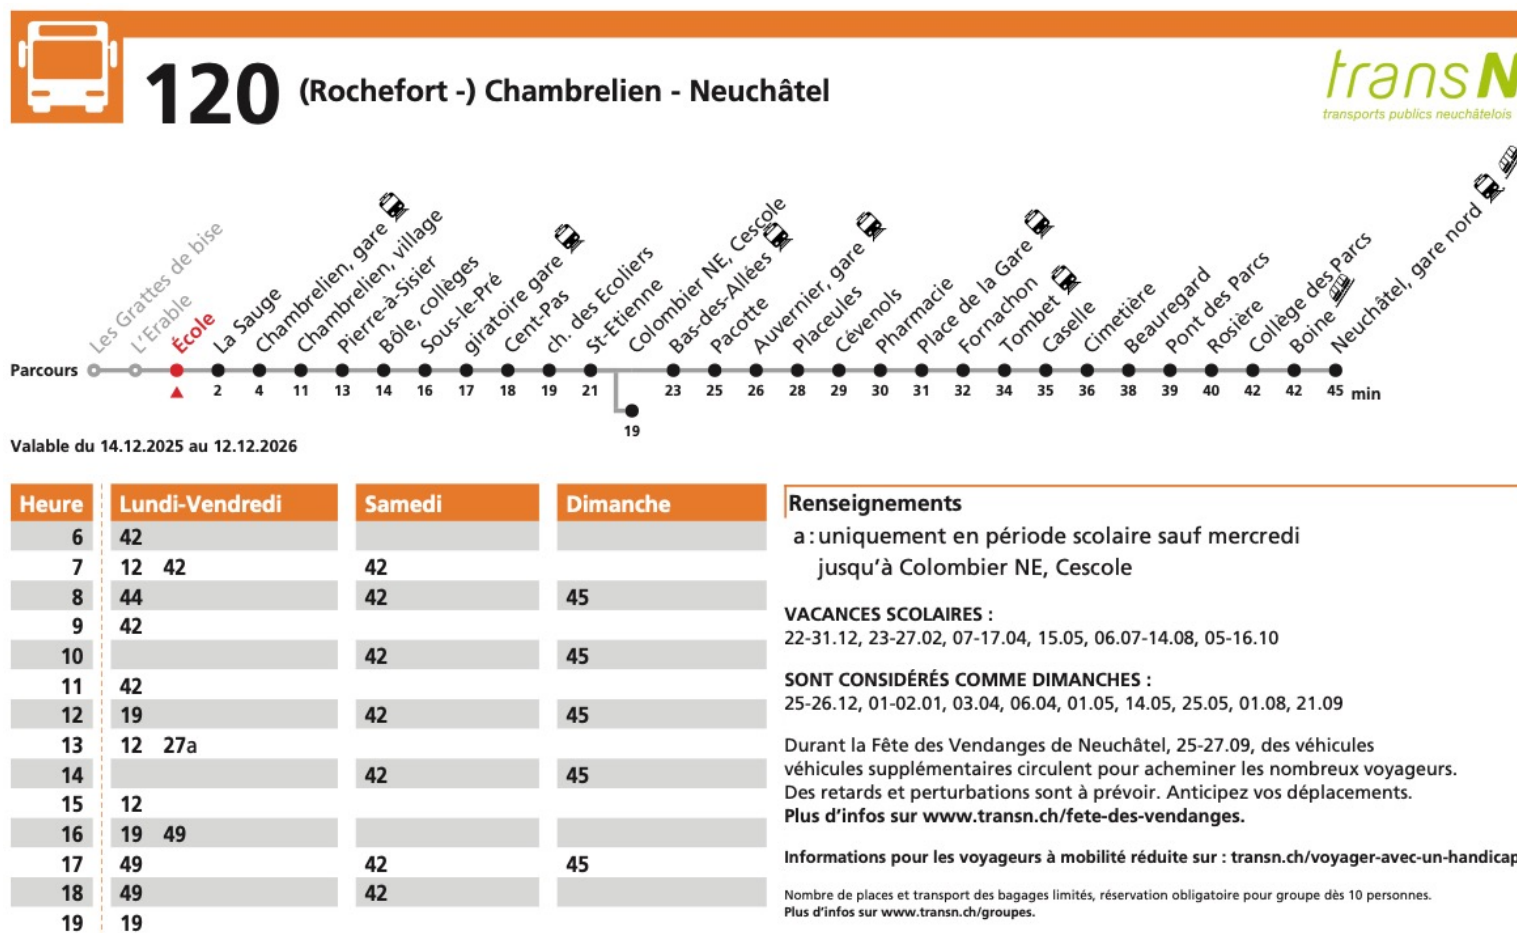 120 (Rochefort -) Chambrelien - Neuchâtel
transN
transports publics neuchâtelois
Les Grattes de bise
L'Erable
École
La Sauge
Chambrelien, gare
Chambrelien, village
Pierre-à-Sisier
Bôle, collèges
Sous-le-Pré
giratoire gare
Cent-Pas
ch. des Ecoliers
St-Etienne
Colombier NE, Cescole
Bas-des-Allées
Pacotte
Auvernier, gare
Placeules
Cévenols
Pharmacie
Place de la Gare
Fornachon
Tombet
Caselle
Cimetière
Beauregard
Pont des Parcs
Rosière
Collège des Parcs
Boine
Neuchâtel, gare nord
Parcours
2 4 11 13 14 16 17 18 19 21 23 25 26 28 29 30 31 32 34 35 36 38 39 40 42 42 45 min
19
Valable du 14.12.2025 au 12.12.2026
Heure Lundi-Vendredi Samedi Dimanche
6 42
7 12 42 42
8 44 42 45
9 42
10 42 45
11 42
12 19 42 45
13 12 27a
14 42 45
15 12
16 19 49
17 49 42 45
18 49 42
19 19
Renseignements
a : uniquement en période scolaire sauf mercredi
jusqu'à Colombier NE, Cescole
VACANCES SCOLAIRES :
22-31.12, 23-27.02, 07-17.04, 15.05, 06.07-14.08, 05-16.10
SONT CONSIDÉRÉS COMME DIMANCHES :
25-26.12, 01-02.01, 03.04, 06.04, 01.05, 14.05, 25.05, 01.08, 21.09
Durant la Fête des Vendanges de Neuchâtel, 25-27.09, des véhicules
véhicules supplémentaires circulent pour acheminer les nombreux voyageurs.
Des retards et perturbations sont à prévoir. Anticipez vos déplacements.
Plus d'infos sur www.transn.ch/fete-des-vendanges.
Informations pour les voyageurs à mobilité réduite sur : transn.ch/voyager-avec-un-handicap
Nombre de places et transport des bagages limités, réservation obligatoire pour groupe dès 10 personnes.
Plus d'infos sur www.transn.ch/groupes.